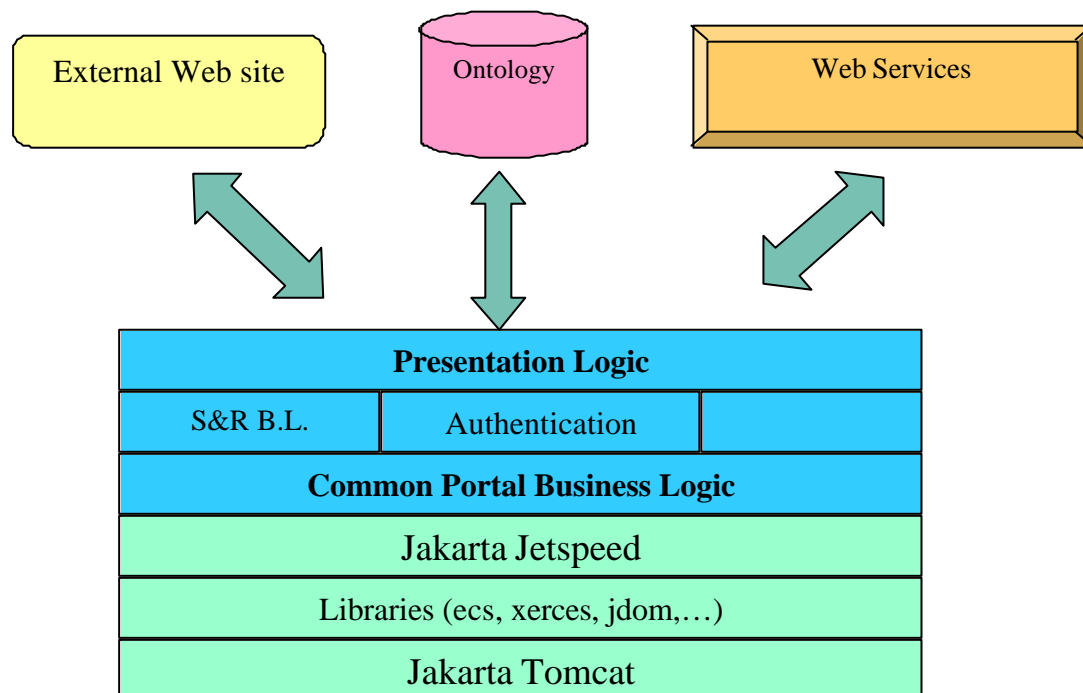 External Web site
Ontology
Web Services
Presentation Logic
S&R B.L.
Authentication
Common Portal Business Logic
Jakarta Jetspeed
Libraries (ecs, xerces, jdom,…)
Jakarta Tomcat